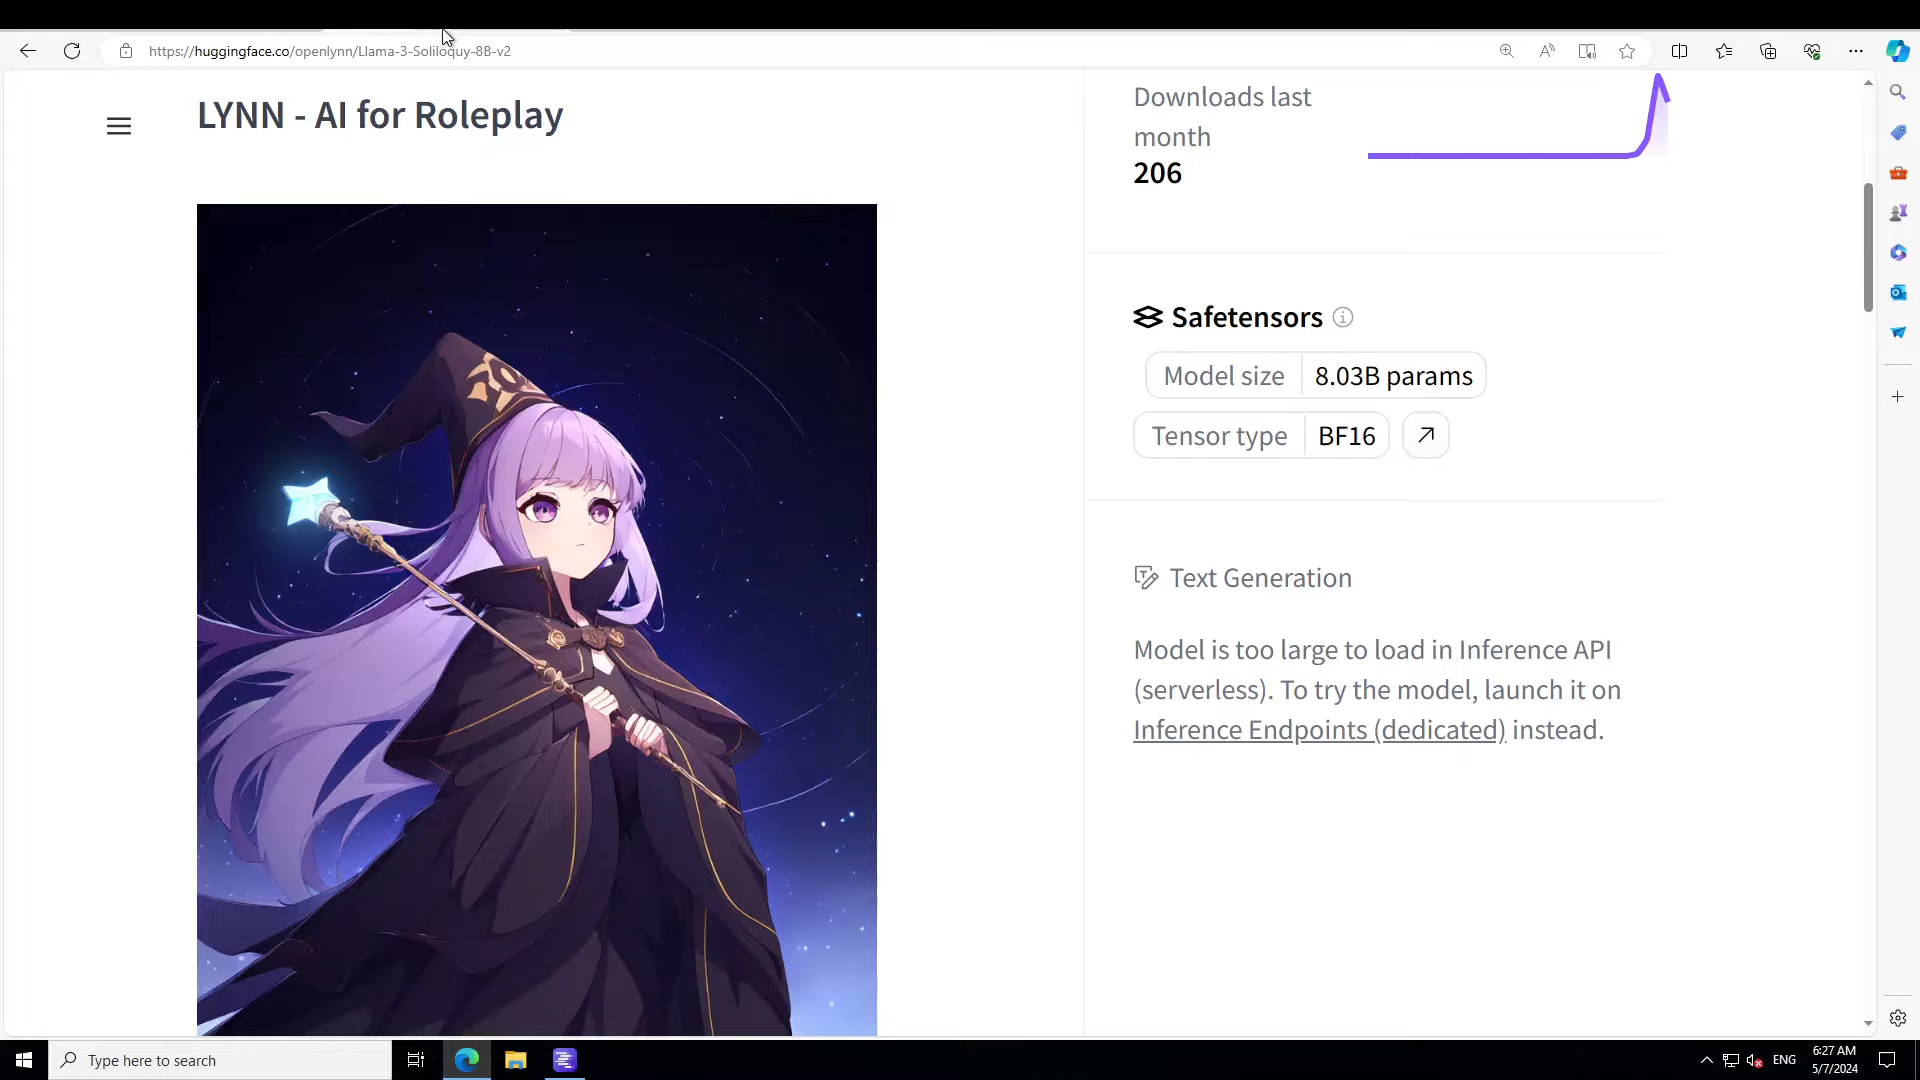 https://huggingface.co/openlynn/Llama-3-Soliloquy-8B-v2
LYNN - AI for Roleplay
Downloads last
month
206
Safetensors
Model size 8.03B params
Tensor type BF16
Text Generation
Model is too large to load in Inference API
(serverless). To try the model, launch it on
Inference Endpoints (dedicated) instead.
Type here to search
ENG
6:27 AM
5/7/2024